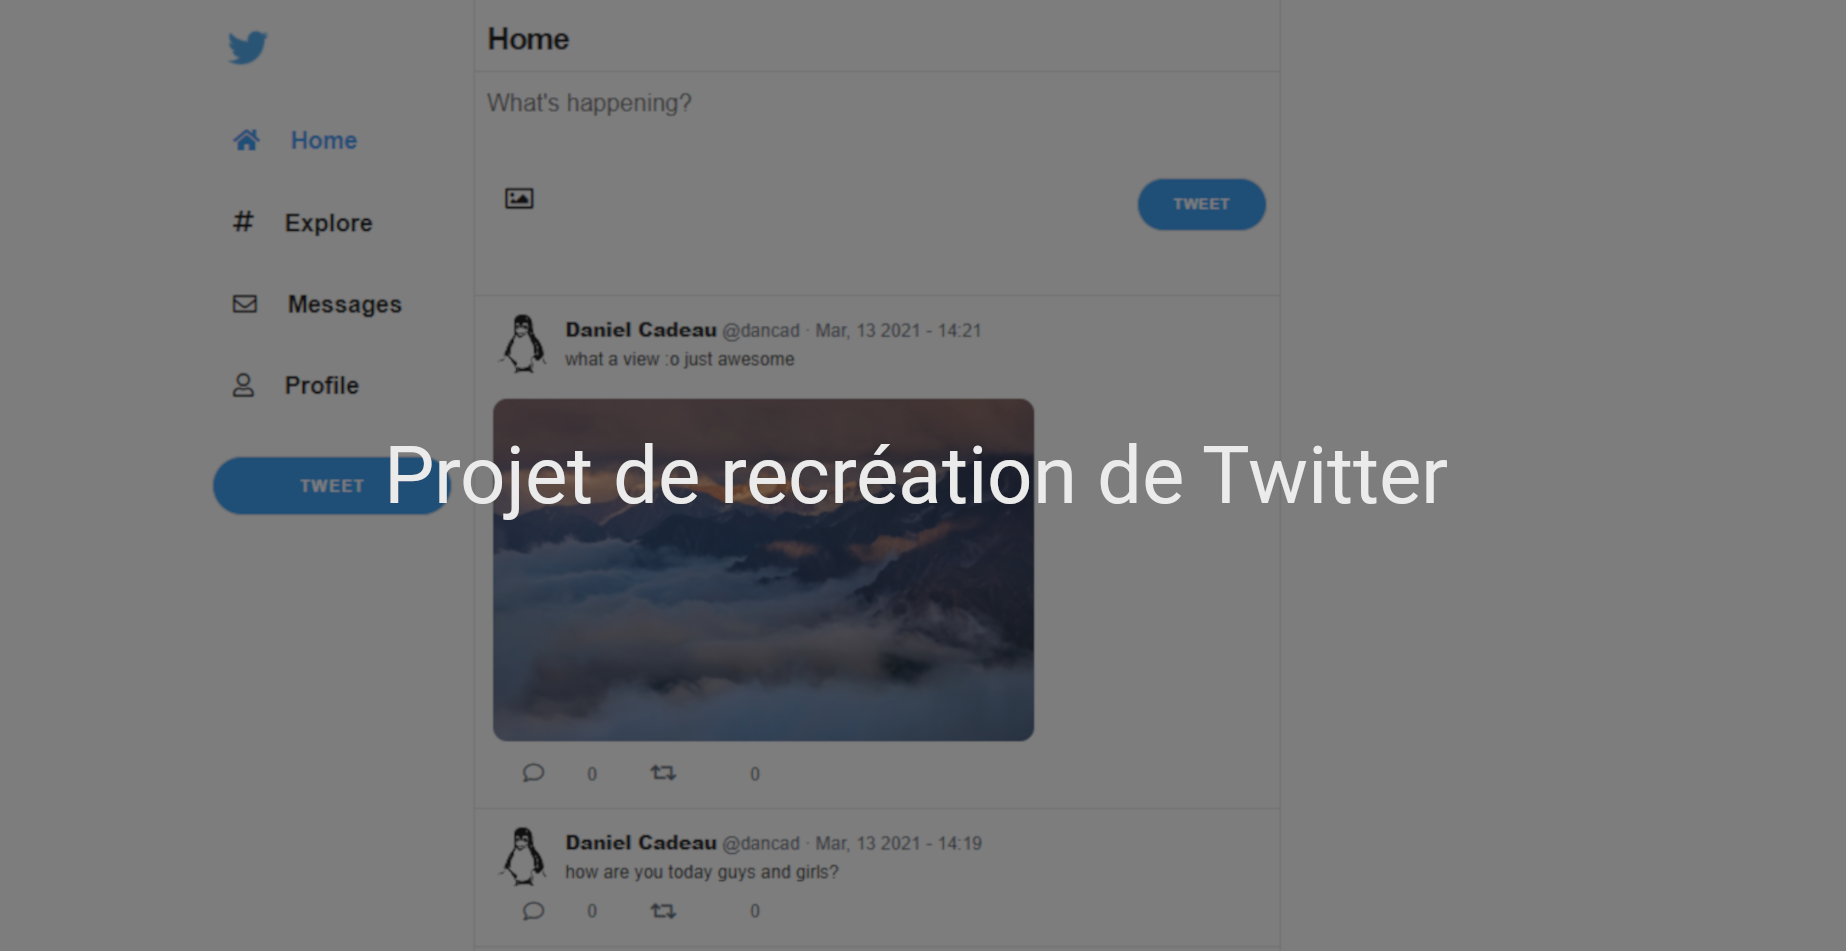 Home
What's happening?
Home
TWEET
Explore
Messages
Daniel Cadeau @dancad · Mar, 13 2021 - 14:21
what a view :o just awesome
Profile
TWEET
Projet de recréation de Twitter
0 0
Daniel Cadeau @dancad · Mar, 13 2021 - 14:19
how are you today guys and girls?
0 0